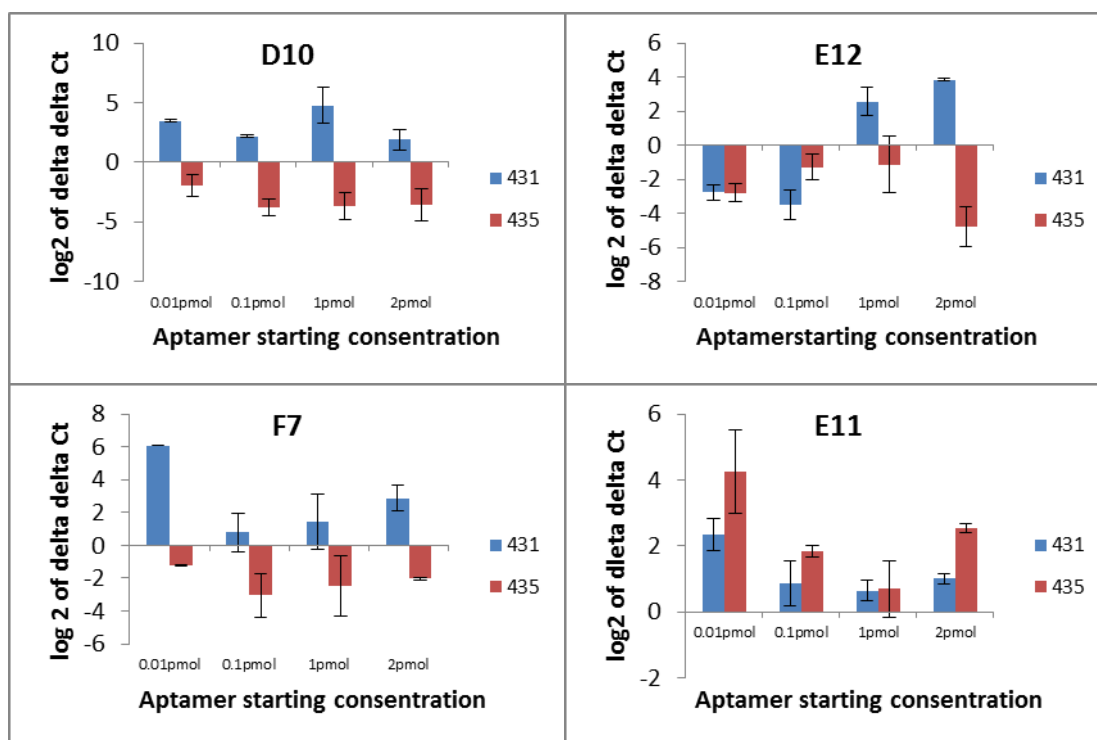 D10
log2 of delta delta Ct
10
5
0
-5
-10
0.01pmol 0.1pmol 1pmol 2pmol
Aptamer starting consentration
431
435
E12
log 2 of delta delta Ct
6
4
2
0
-2
-4
-6
-8
0.01pmol 0.1pmol 1pmol 2pmol
Aptamerstarting consentration
431
435
F7
log 2 of delta delta Ct
8
6
4
2
0
-2
-4
-6
0.01pmol 0.1pmol 1pmol 2pmol
Aptamer starting consentration
431
435
E11
log2 of dleta delta Ct
6
4
2
0
-2
0.01pmol 0.1pmol 1pmol 2pmol
Aptamer starting consentration
431
435